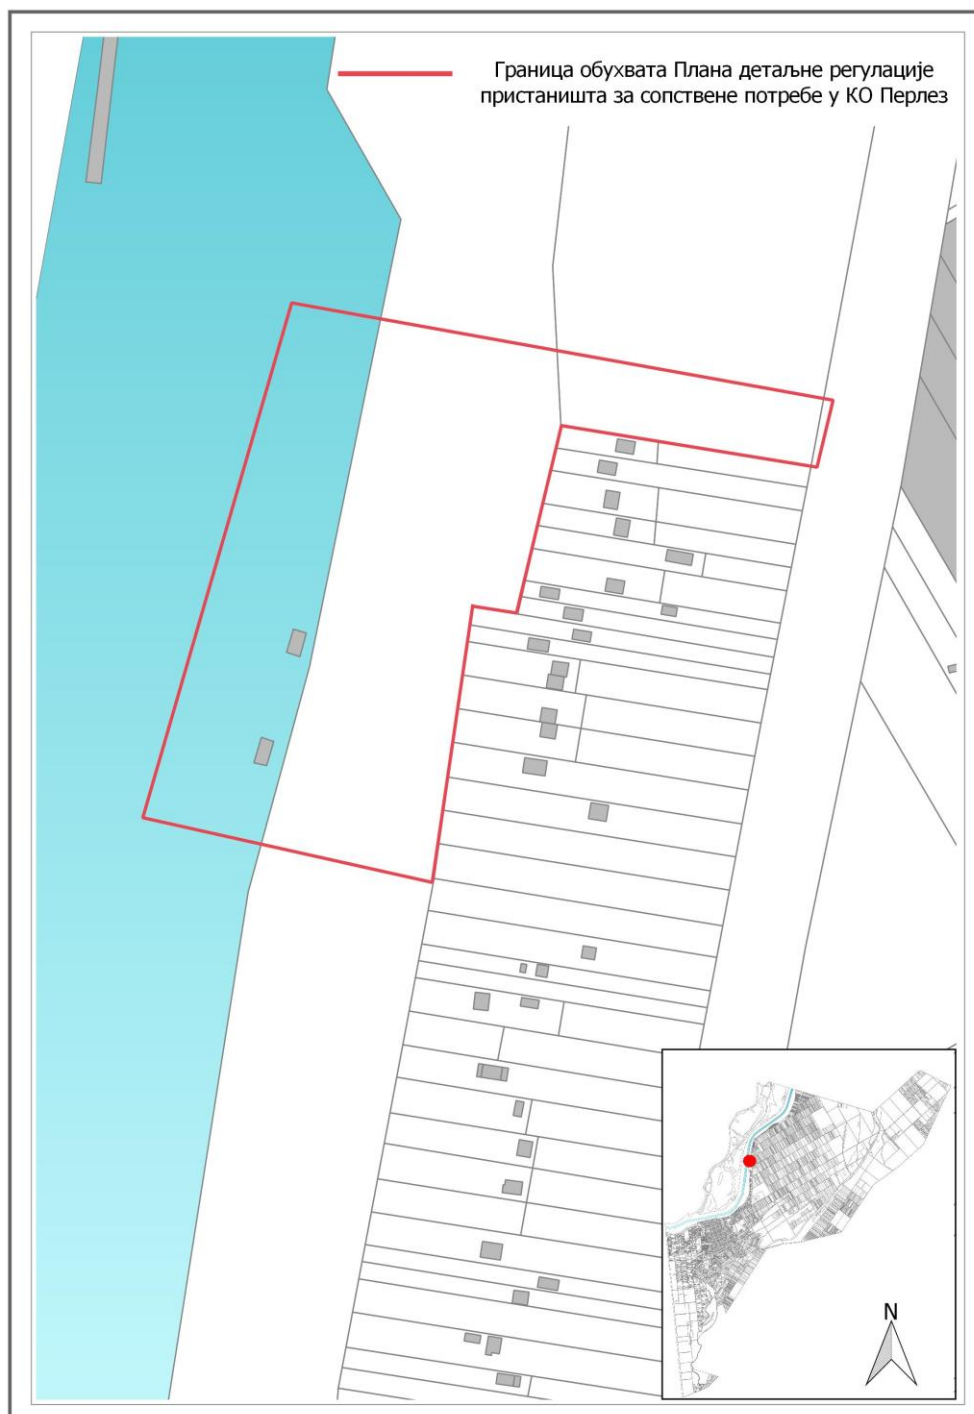 Граница обухвата Плана детаљне регулације
пристаништа за сопствене потребе у КО Перлез
N